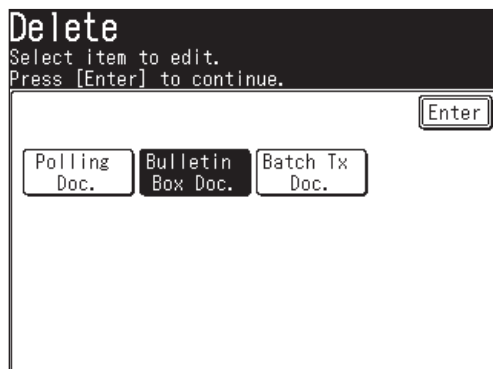 Delete
Select item to edit.
Press [Enter] to continue.
Enter
Polling
Doc.
Bulletin
Box Doc.
Batch Tx
Doc.